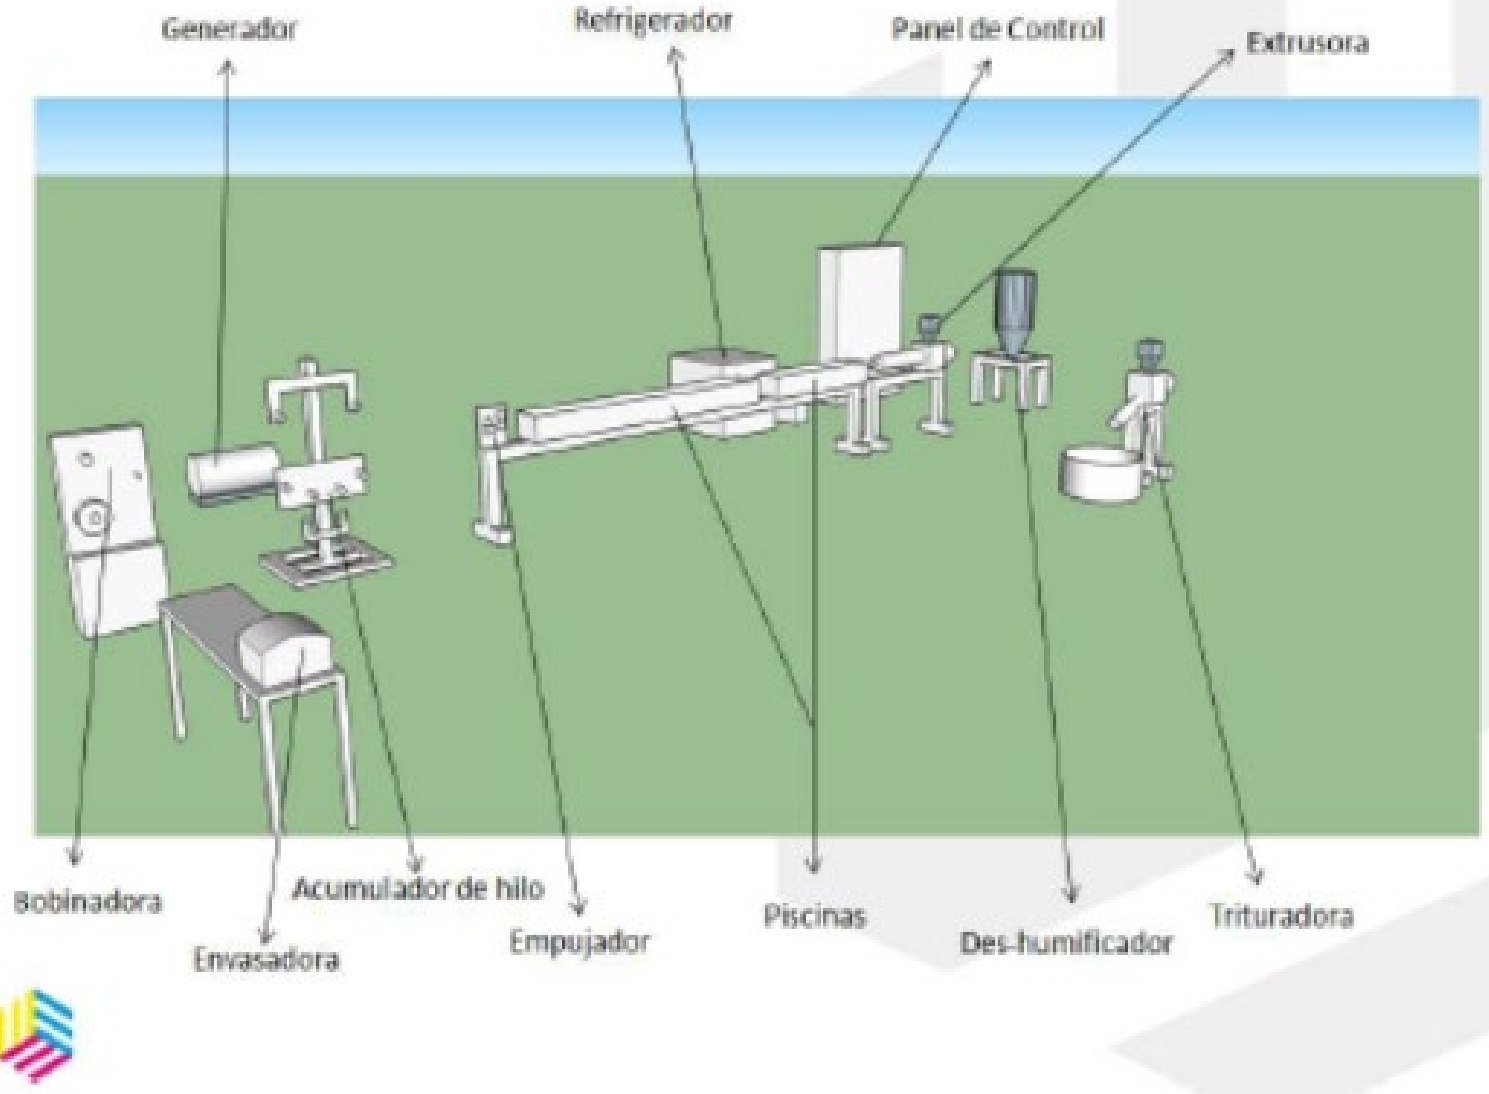 Generador
Refrigerador
Panel de Control
Extrusora
Bobinadora
Envasadora
Acumulador de hilo
Empujador
Piscinas
Des-humificador
Trituradora